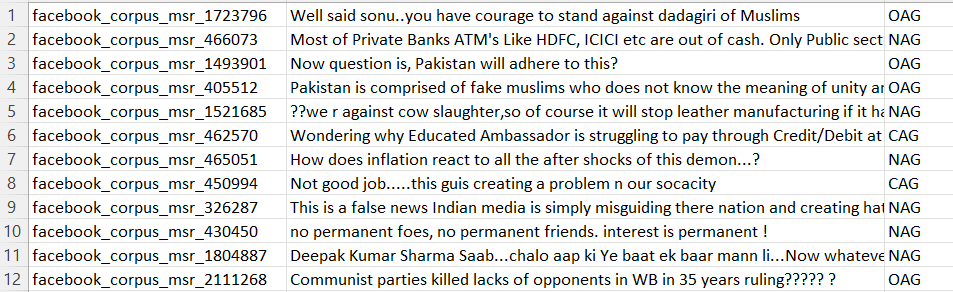 1 facebook_corpus_msr_1723796 Well said sonu..you have courage to stand against dadagiri of Muslims OAG
2 facebook_corpus_msr_466073 Most of Private Banks ATM's Like HDFC, ICICI etc are out of cash. Only Public sect NAG
3 facebook_corpus_msr_1493901 Now question is, Pakistan will adhere to this? OAG
4 facebook_corpus_msr_405512 Pakistan is comprised of fake muslims who does not know the meaning of unity an OAG
5 facebook_corpus_msr_1521685 ??we r against cow slaughter,so of course it will stop leather manufacturing if it ha NAG
6 facebook_corpus_msr_462570 Wondering why Educated Ambassador is struggling to pay through Credit/Debit at CAG
7 facebook_corpus_msr_465051 How does inflation react to all the after shocks of this demon...? NAG
8 facebook_corpus_msr_450994 Not good job.....this guis creating a problem n our socacity CAG
9 facebook_corpus_msr_326287 This is a false news Indian media is simply misguiding there nation and creating hat NAG
10 facebook_corpus_msr_430450 no permanent foes, no permanent friends. interest is permanent ! NAG
11 facebook_corpus_msr_1804887 Deepak Kumar Sharma Saab...chalo aap ki Ye baat ek baar mann li...Now whateve NAG
12 facebook_corpus_msr_2111268 Communist parties killed lacks of opponents in WB in 35 years ruling????? ? OAG